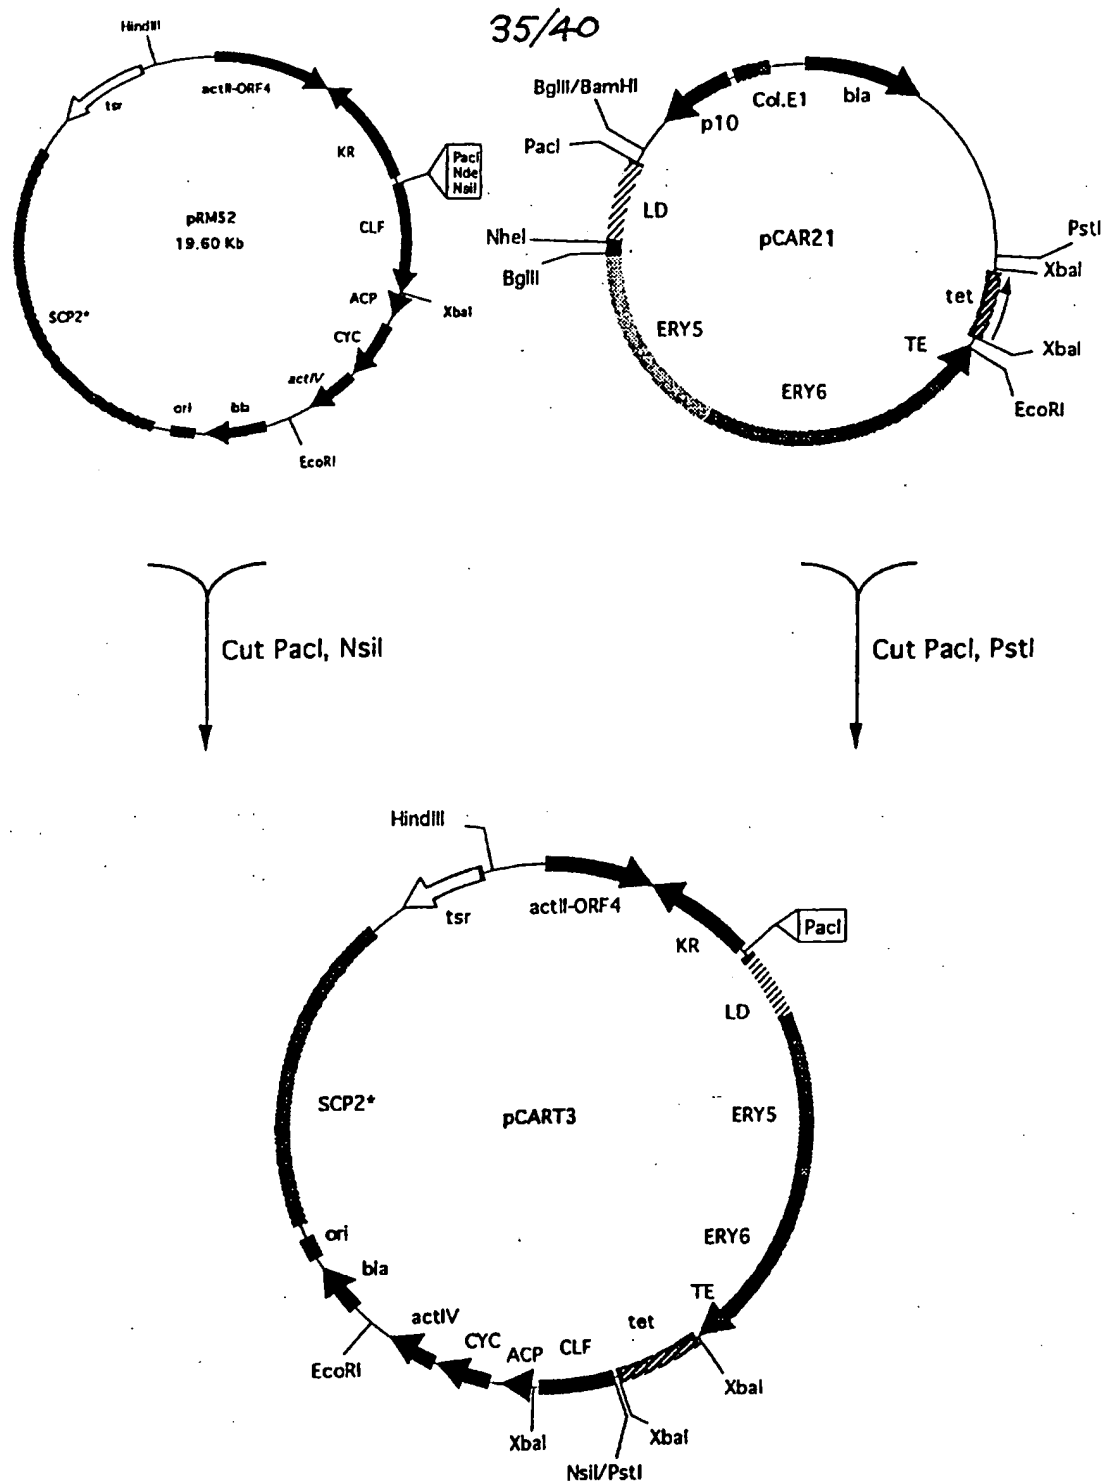 35/40
HindIII
tsr
actII-ORF4
KR
PacI
Nde
NsiI
pRM52
19.60 Kb
CLF
SCP2*
ACP
XbaI
CYC
actIV
ori
bla
EcoRI
BglII/BamHI
Col.E1
bla
p10
PacI
LD
pCAR21
NheI
BglII
PstI
XbaI
tet
ERY5
TE
XbaI
ERY6
EcoRI
Cut PacI, NsiI
Cut PacI, PstI
HindIII
tsr
actII-ORF4
PacI
KR
LD
SCP2*
pCART3
ERY5
ori
ERY6
bla
TE
actIV
tet
CYC
ACP
CLF
EcoRI
XbaI
XbaI
XbaI
NsiI/PstI